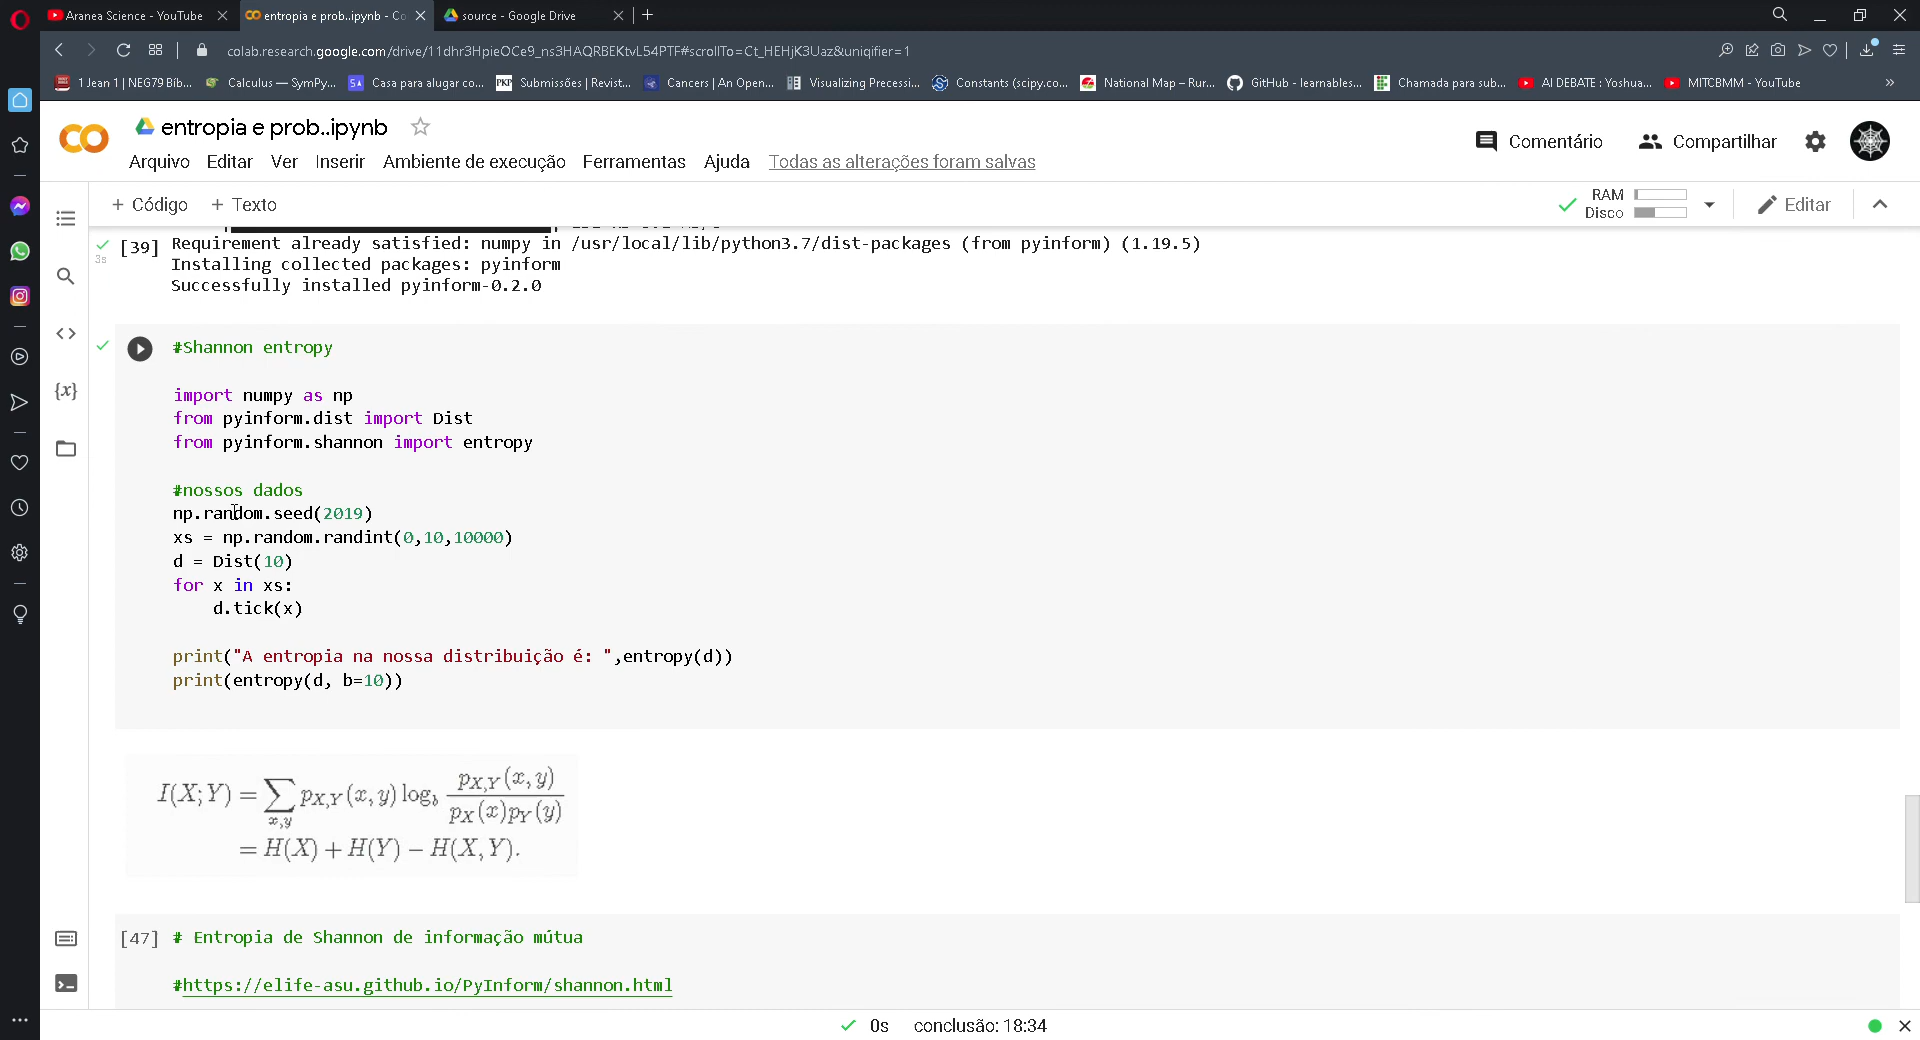 Aranea Science - YouTube
entropia e prob..ipynb - Co
source - Google Drive
colab.research.google.com/drive/11dhr3HpieOCe9_ns3HAQRBEKtvL54PTF#scrollTo=Ct_HEHjK3Uaz&uniqifier=1
1 Jean 1 | NEG79 Bíb...
Calculus — SymPy...
Casa para alugar co...
Submissões | Revist...
Cancers | An Open...
Visualizing Precessi...
Constants (scipy.co...
National Map – Rur...
GitHub - learnables...
Chamada para sub...
AI DEBATE : Yoshua...
MITCBMM - YouTube
»
entropia e prob..ipynb
Comentário
Compartilhar
Arquivo Editar Ver Inserir Ambiente de execução Ferramentas Ajuda Todas as alterações foram salvas
+ Código + Texto
RAM
Disco
Editar
[39] Requirement already satisfied: numpy in /usr/local/lib/python3.7/dist-packages (from pyinform) (1.19.5)
3s
Installing collected packages: pyinform
Successfully installed pyinform-0.2.0
#Shannon entropy
import numpy as np
from pyinform.dist import Dist
from pyinform.shannon import entropy
#nossos dados
np.random.seed(2019)
xs = np.random.randint(0,10,10000)
d = Dist(10)
for x in xs:
    d.tick(x)
print("A entropia na nossa distribuição é: ",entropy(d))
print(entropy(d, b=10))
I(X;Y) = ∑x,y pX,Y(x,y) logb pX,Y(x,y) / pX(x)pY(y)
= H(X) + H(Y) − H(X,Y).
[47] # Entropia de Shannon de informação mútua
#https://elife-asu.github.io/PyInform/shannon.html
0s conclusão: 18:34